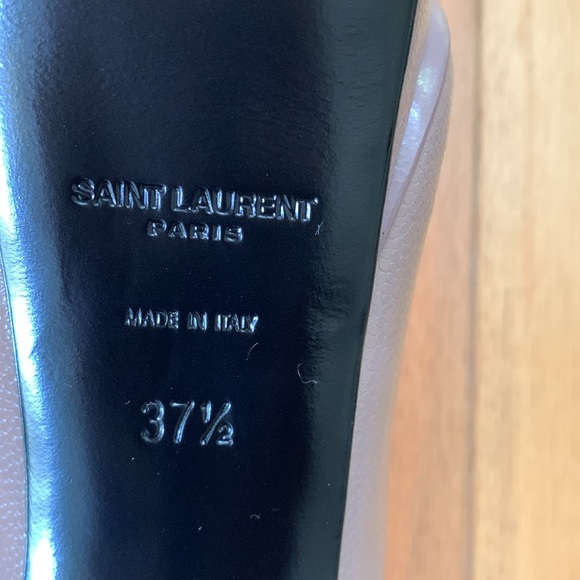 SAINT LAURENT
PARIS
MADE IN ITALY
37½